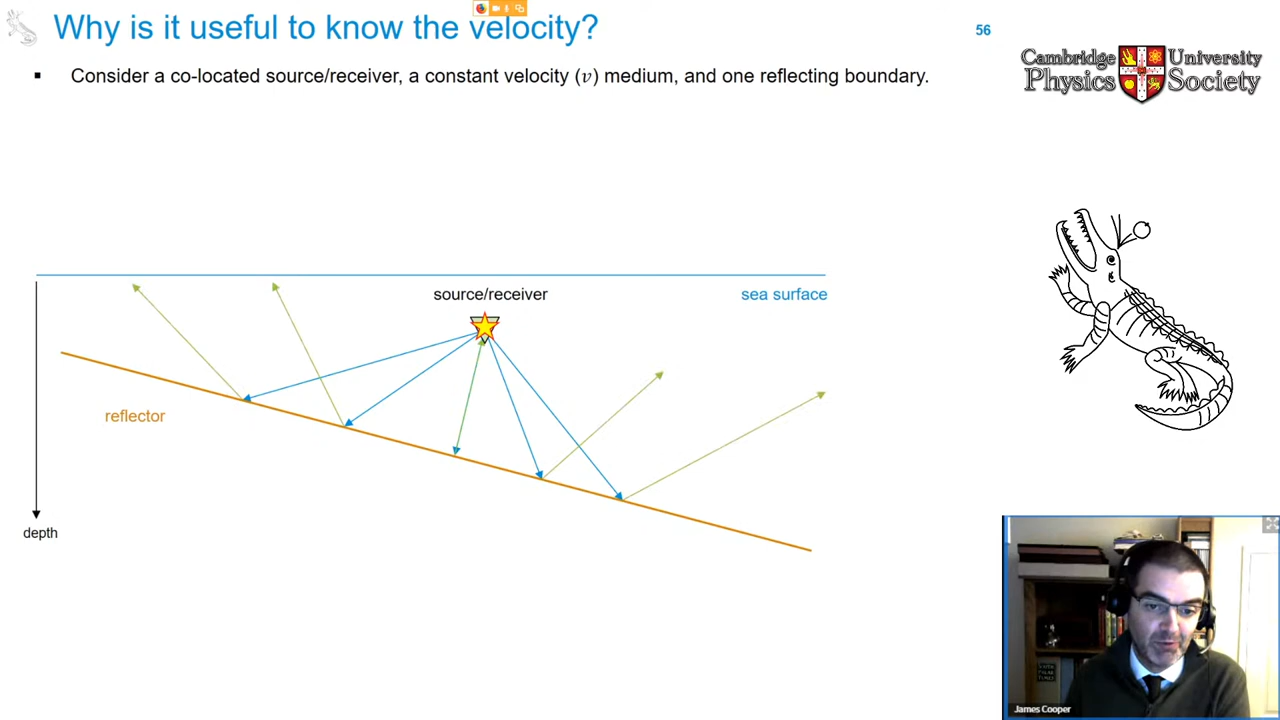 Why is it useful to know the velocity?
56
▪ Consider a co-located source/receiver, a constant velocity (v) medium, and one reflecting boundary.
Cambridge University
Physics Society
source/receiver
sea surface
reflector
depth
James Cooper